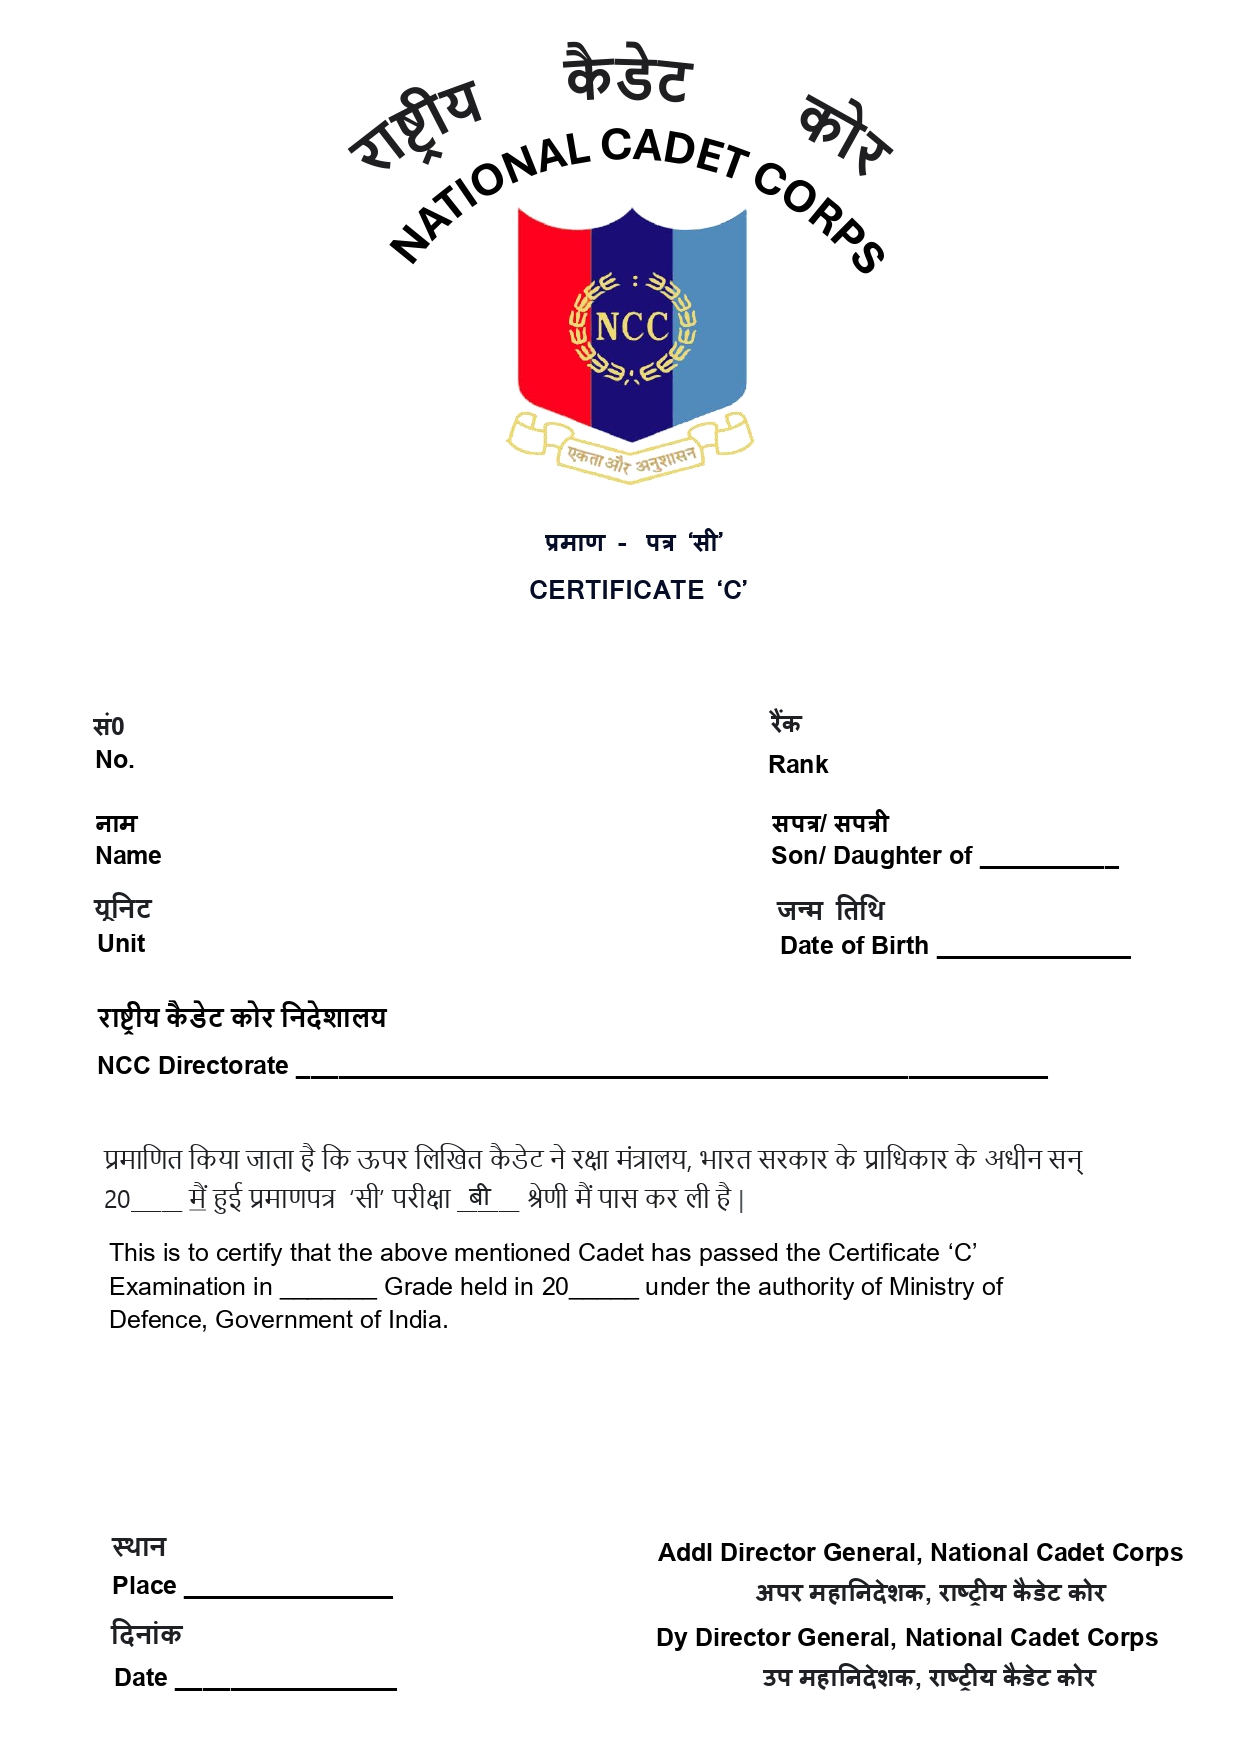 राष्ट्रीय कैडेट कोर
NATIONAL CADET CORPS
NCC
एकता और अनुशासन
प्रमाण - पत्र ‘सी’
CERTIFICATE ‘C’
सं0
रैंक
No.
Rank
नाम
सपत्र/ सपत्री
Name
Son/ Daughter of __________
यूनिट
जन्म तिथि
Unit
Date of Birth ______________
राष्ट्रीय कैडेट कोर निदेशालय
NCC Directorate ______________________________________________________
प्रमाणित किया जाता है कि ऊपर लिखित कैडेट ने रक्षा मंत्रालय, भारत सरकार के प्राधिकार के अधीन सन्
20_____ मैं हुई प्रमाणपत्र ‘सी’ परीक्षा __बी___ श्रेणी मैं पास कर ली है |
This is to certify that the above mentioned Cadet has passed the Certificate ‘C’
Examination in _______ Grade held in 20_____ under the authority of Ministry of
Defence, Government of India.
स्थान
Addl Director General, National Cadet Corps
Place _______________
अपर महानिदेशक, राष्ट्रीय कैडेट कोर
दिनांक
Dy Director General, National Cadet Corps
Date ________________
उप महानिदेशक, राष्ट्रीय कैडेट कोर